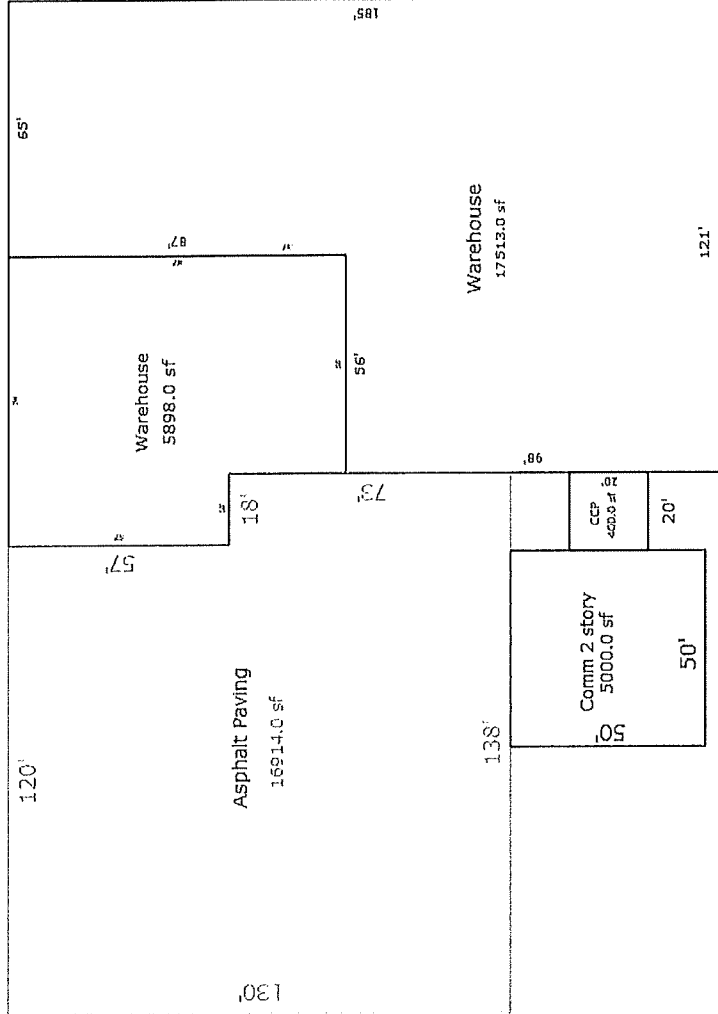 185'
65'
87'
Warehouse
5898.0 sf
Warehouse
17513.0 sf
121'
56'
98'
57'
18'
73'
CCP
400.0 sf
20'
20'
Asphalt Paving
16914.0 sf
120'
138'
130'
Comm 2 story
5000.0 sf
50'
50'